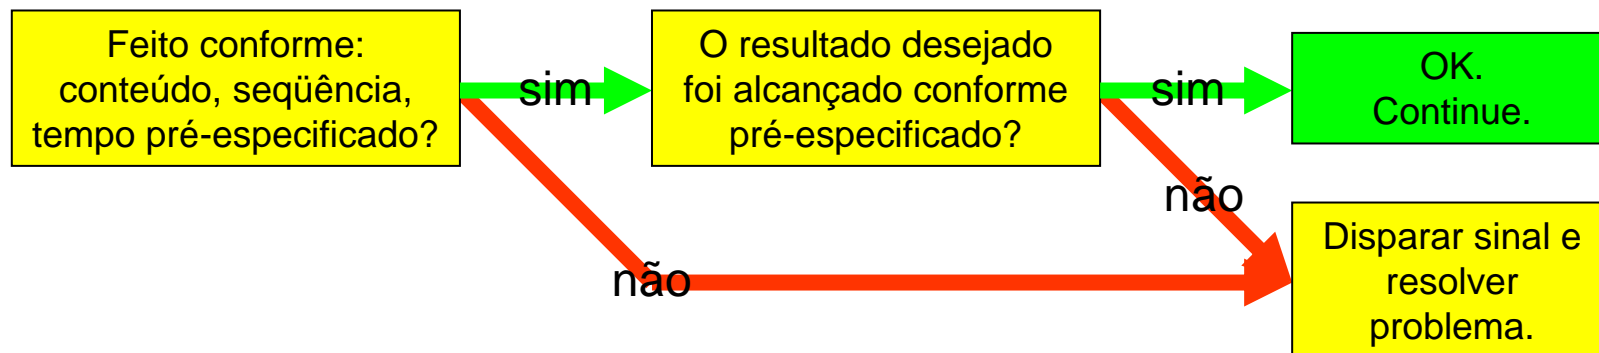 Feito conforme:
conteúdo, seqüência,
tempo pré-especificado?
sim
O resultado desejado
foi alcançado conforme
pré-especificado?
sim
OK.
Continue.
não
não
Disparar sinal e
resolver
problema.